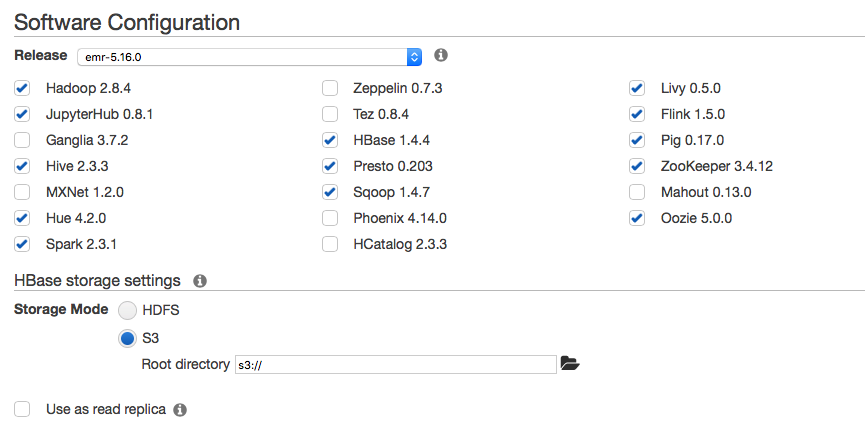 Software Configuration
Release emr-5.16.0
Hadoop 2.8.4 Zeppelin 0.7.3 Livy 0.5.0
JupyterHub 0.8.1 Tez 0.8.4 Flink 1.5.0
Ganglia 3.7.2 HBase 1.4.4 Pig 0.17.0
Hive 2.3.3 Presto 0.203 ZooKeeper 3.4.12
MXNet 1.2.0 Sqoop 1.4.7 Mahout 0.13.0
Hue 4.2.0 Phoenix 4.14.0 Oozie 5.0.0
Spark 2.3.1 HCatalog 2.3.3
HBase storage settings
Storage Mode HDFS
S3
Root directory s3://
Use as read replica